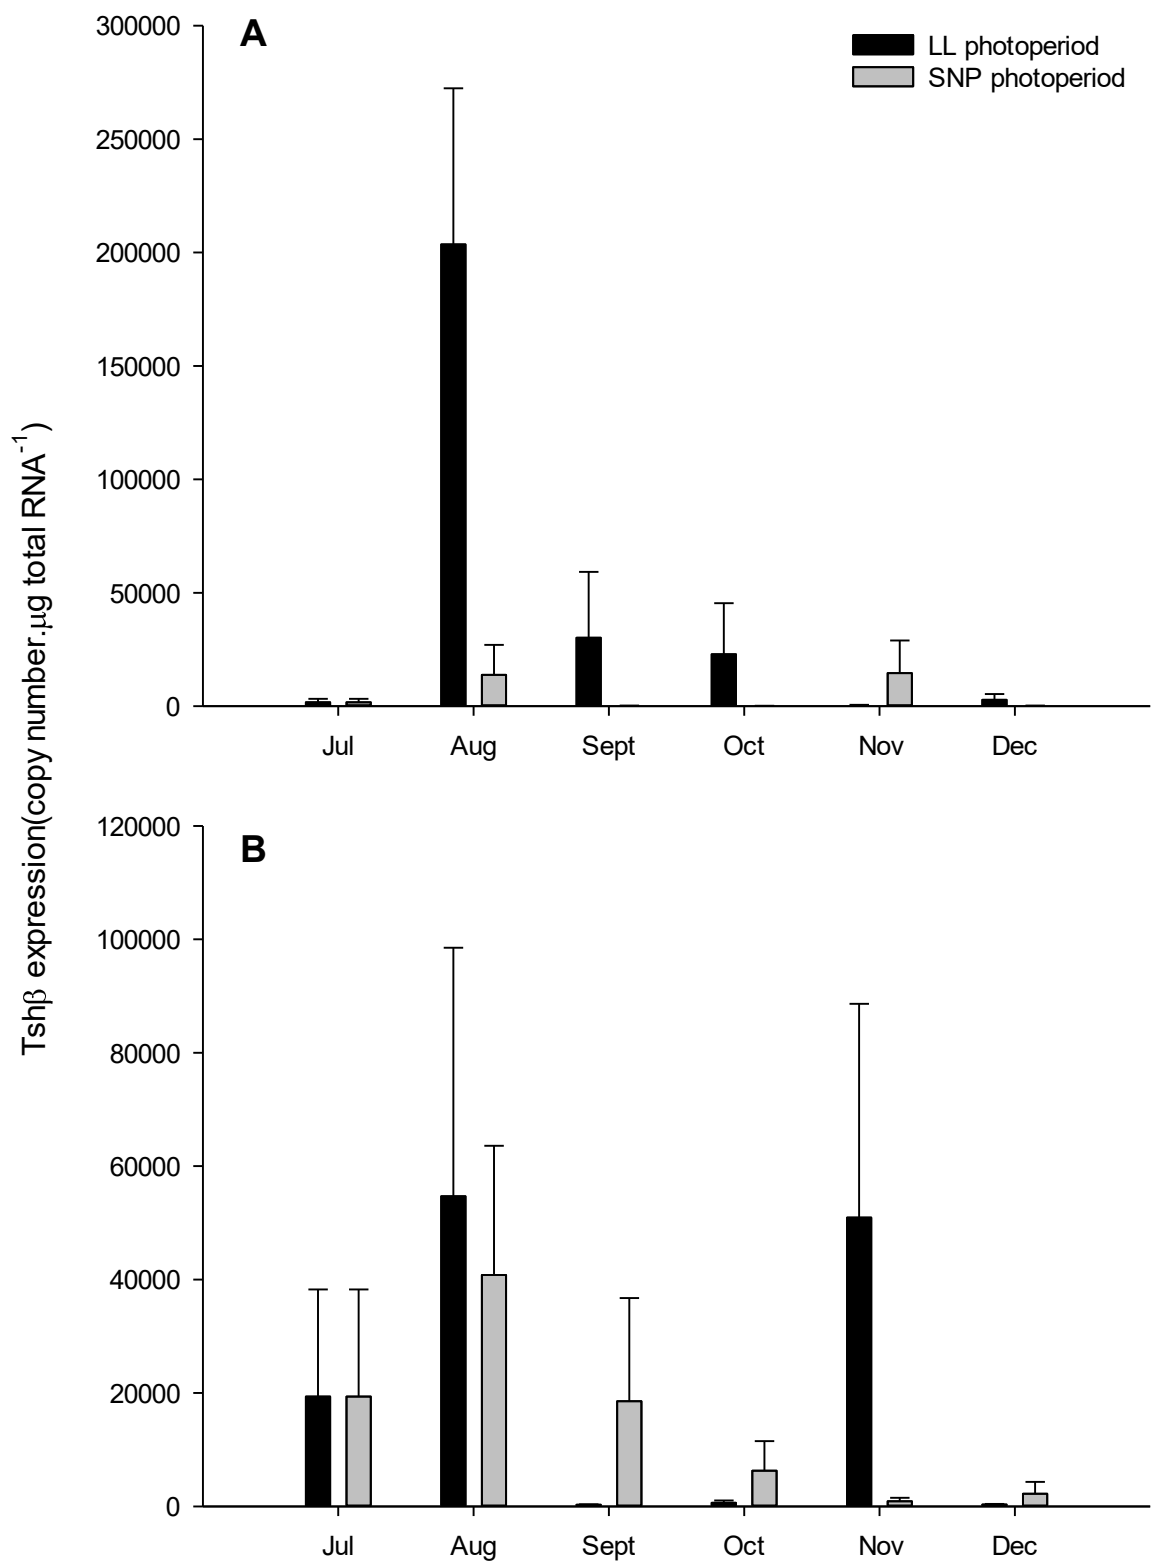 A
LL photoperiod
SNP photoperiod
300000
250000
200000
150000
100000
50000
0
Jul Aug Sept Oct Nov Dec
Tshβ expression(copy number.µg total RNA⁻¹)
B
120000
100000
80000
60000
40000
20000
0
Jul Aug Sept Oct Nov Dec